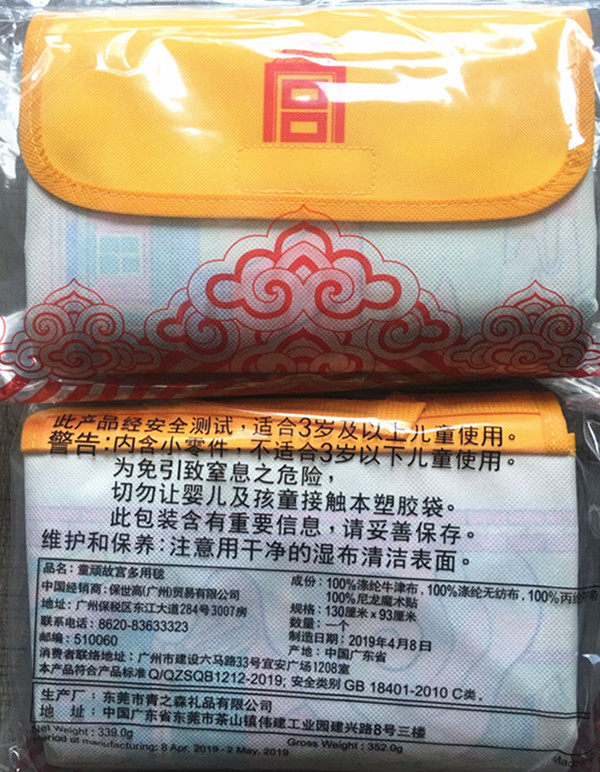 宫
此产品经安全测试，适合3岁及以上儿童使用。
警告：内含小零件，不适合3岁以下儿童使用。
为免引致窒息之危险，
切勿让婴儿及孩童接触本塑胶袋。
此包装含有重要信息，请妥善保存。
维护和保养：注意用干净的湿布清洁表面。
品名：童顽故宫多用毯
中国经销商：保世高(广州)贸易有限公司
地址：广州保税区东江大道284号3007房
联系电话：8620-83633323
邮编：510060
消费者联络地址：广州市建设六马路33号宜安广场1208室
本产品符合产品标准 Q/QZSQB1212-2019; 安全类别 GB 18401-2010 C类。
成份：100%涤纶牛津布，100%涤纶无纺布，100%丙纶
100%尼龙魔术贴
规格：130厘米 x 93厘米
数量：一个
制造日期：2019年4月8日
产地：中国广东省
生产厂：东莞市青之森礼品有限公司
地 址：中国广东省东莞市茶山镇伟建工业园建兴路8号三楼
Net Weight: 339.0g
Gross Weight: 352.0g
Period of manufacturing: 8 Apr, 2019 - 2 May, 2019